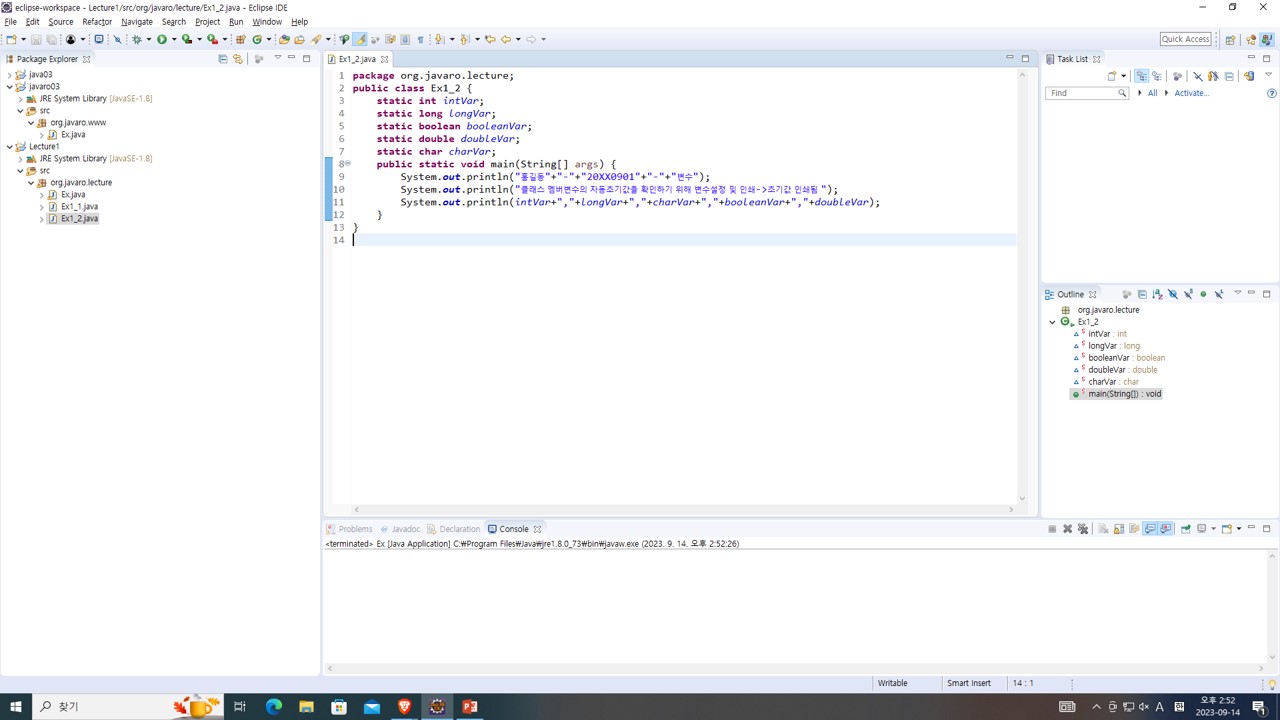 eclipse-workspace - Lecture1/src/org/javaro/lecture/Ex1_2.java - Eclipse IDE
File Edit Source Refactor Navigate Search Project Run Window Help
Quick Access
Package Explorer
java03
javaro03
JRE System Library [JavaSE-1.8]
src
org.javaro.www
Ex.java
Lecture1
JRE System Library [JavaSE-1.8]
src
org.javaro.lecture
Ex.java
Ex1_1.java
Ex1_2.java
Ex1_2.java
1 package org.javaro.lecture;
2 public class Ex1_2 {
3 static int intVar;
4 static long longVar;
5 static boolean booleanVar;
6 static double doubleVar;
7 static char charVar;
8 public static void main(String[] args) {
9 System.out.println("홍길동"+"-"+"20XX0901"+"-"+"변수");
10 System.out.println("클래스 멤버변수의 자동초기값를 확인하기 위해 변수설정 및 인쇄->초기값 인쇄됨 ");
11 System.out.println(intVar+","+longVar+","+charVar+","+booleanVar+","+doubleVar);
12 }
13 }
14
Task List
Find All Activate...
Outline
org.javaro.lecture
Ex1_2
intVar : int
longVar : long
booleanVar : boolean
doubleVar : double
charVar : char
main(String[]) : void
Problems Javadoc Declaration Console
<terminated> Ex [Java Application] C:₩Program Files₩Java₩jre1.8.0_73₩bin₩javaw.exe (2023. 9. 14. 오후 2:52:26)
Writable Smart Insert 14 : 1
찾기
A
오후 2:52
2023-09-14